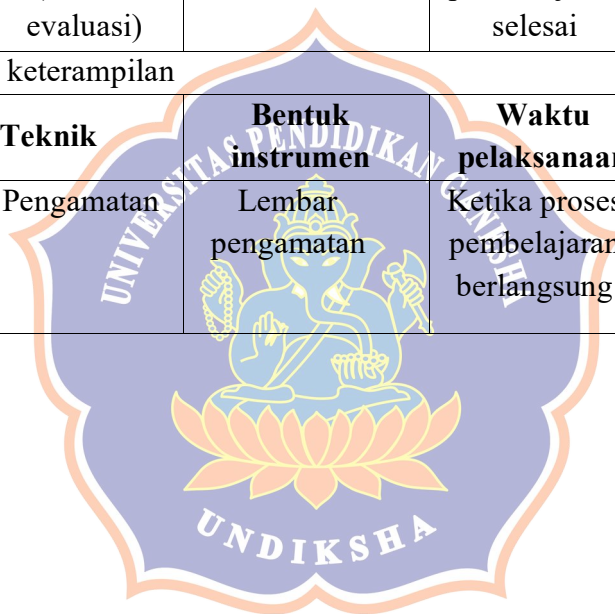 evaluasi)
selesai
keterampilan
Teknik
Bentuk
instrumen
Waktu
pelaksanaan
Pengamatan
Lembar
pengamatan
Ketika proses
pembelajaran
berlangsung
UNIVERSITAS PENDIDIKAN GANESHA
UNDIKSHA